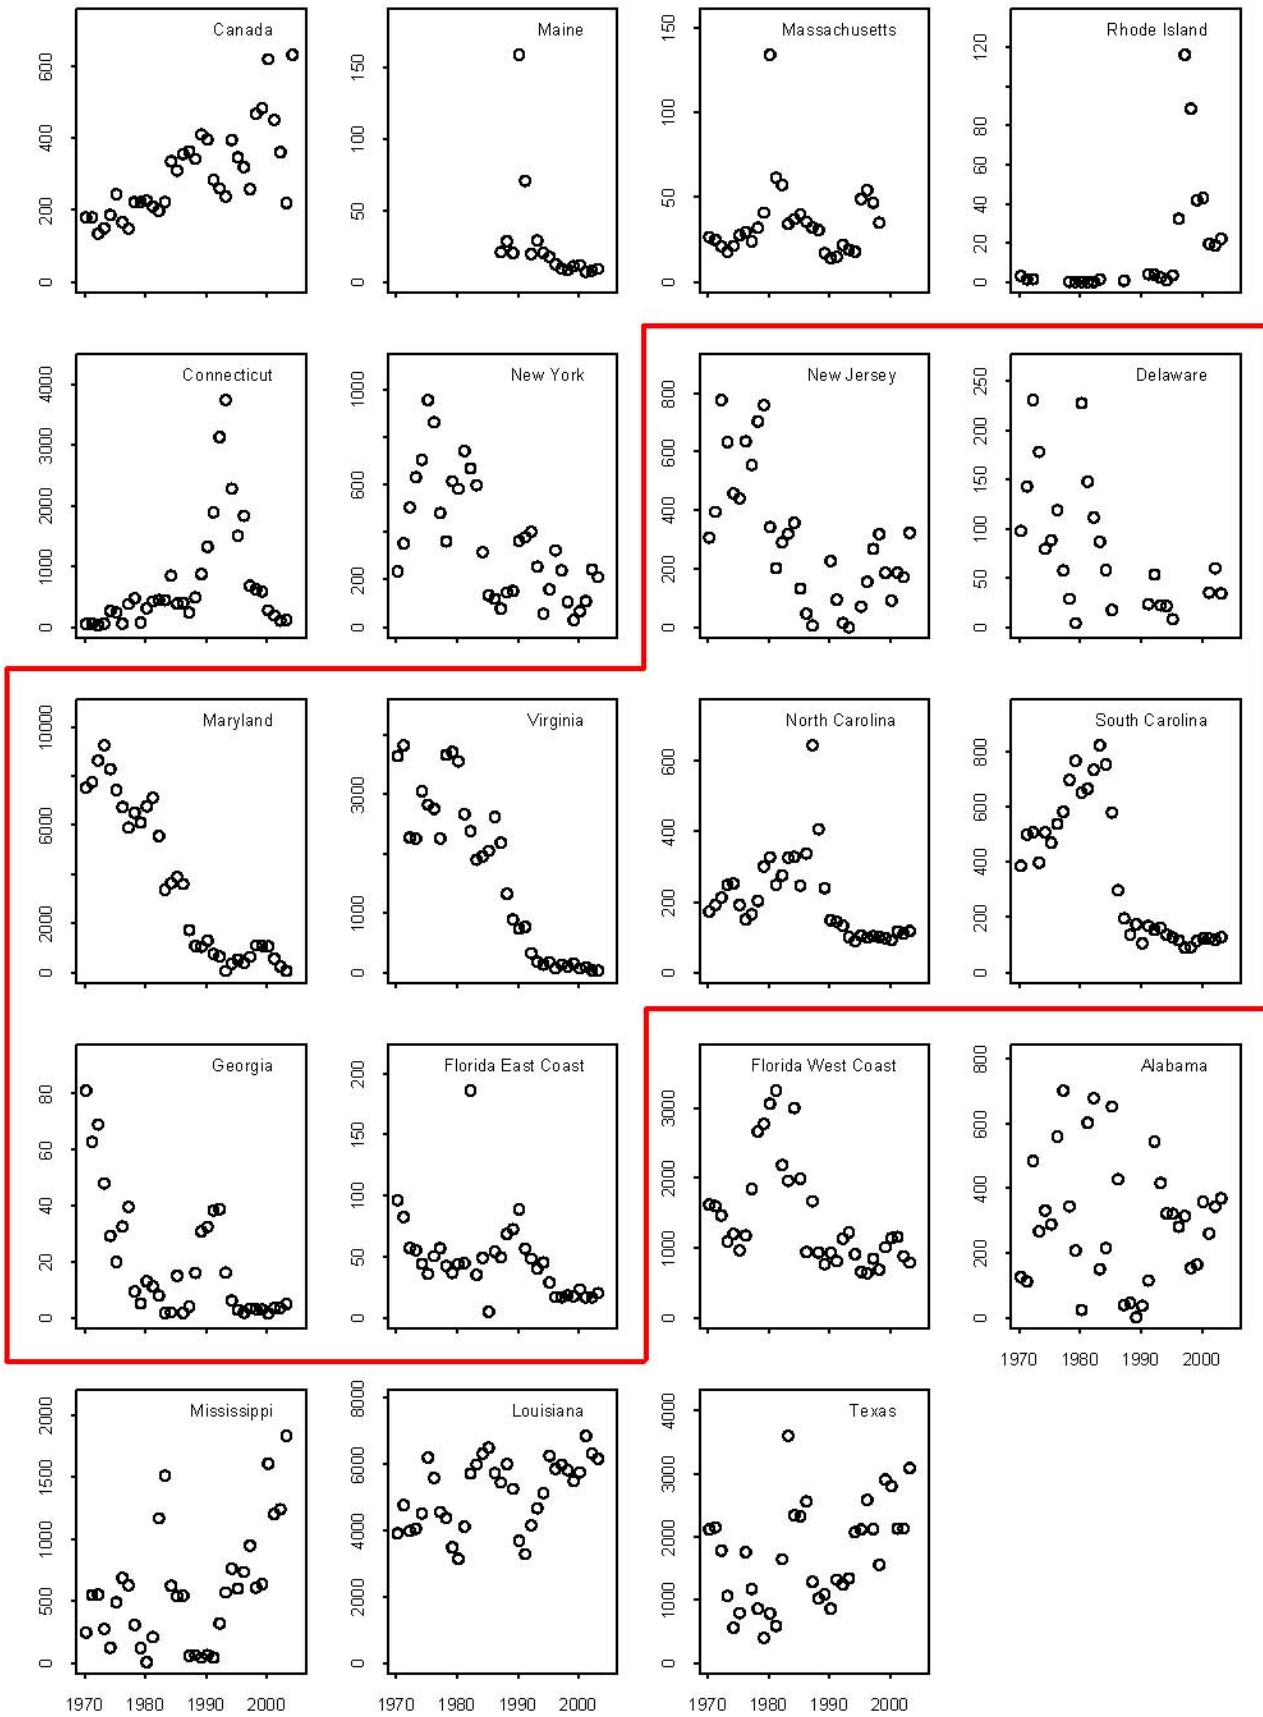 Canada
0 200 400 600
Maine
0 50 100 150
Massachusetts
0 50 100 150
Rhode Island
0 20 40 60 80 120
Connecticut
0 1000 2000 3000 4000
New York
0 200 600 1000
New Jersey
0 200 400 600 800
Delaware
0 50 100 150 200 250
Maryland
0 2000 6000 10000
Virginia
0 1000 3000
North Carolina
0 200 400 600
South Carolina
0 200 400 600 800
Georgia
0 20 40 60 80
Florida East Coast
0 50 100 150 200
Florida West Coast
0 1000 2000 3000
Alabama
0 200 400 600 800
1970 1980 1990 2000
Mississippi
0 500 1000 1500 2000
Louisiana
0 2000 4000 6000 8000
Texas
0 1000 2000 3000 4000
1970 1980 1990 2000
1970 1980 1990 2000
1970 1980 1990 2000